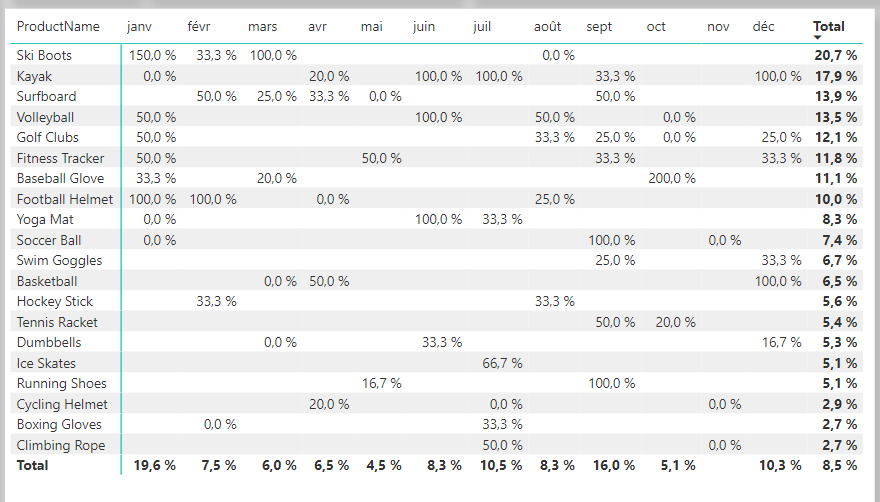 ProductName janv févr mars avr mai juin juil août sept oct nov déc Total
Ski Boots 150,0 % 33,3 % 100,0 % 0,0 % 20,7 %
Kayak 0,0 % 20,0 % 100,0 % 100,0 % 33,3 % 100,0 % 17,9 %
Surfboard 50,0 % 25,0 % 33,3 % 0,0 % 50,0 % 13,9 %
Volleyball 50,0 % 100,0 % 50,0 % 0,0 % 13,5 %
Golf Clubs 50,0 % 33,3 % 25,0 % 0,0 % 25,0 % 12,1 %
Fitness Tracker 50,0 % 50,0 % 33,3 % 33,3 % 11,8 %
Baseball Glove 33,3 % 20,0 % 200,0 % 11,1 %
Football Helmet 100,0 % 100,0 % 0,0 % 25,0 % 10,0 %
Yoga Mat 0,0 % 100,0 % 33,3 % 8,3 %
Soccer Ball 0,0 % 100,0 % 0,0 % 7,4 %
Swim Goggles 25,0 % 33,3 % 6,7 %
Basketball 0,0 % 50,0 % 100,0 % 6,5 %
Hockey Stick 33,3 % 33,3 % 5,6 %
Tennis Racket 50,0 % 20,0 % 5,4 %
Dumbbells 0,0 % 33,3 % 16,7 % 5,3 %
Ice Skates 66,7 % 5,1 %
Running Shoes 16,7 % 100,0 % 5,1 %
Cycling Helmet 20,0 % 0,0 % 0,0 % 2,9 %
Boxing Gloves 0,0 % 33,3 % 2,7 %
Climbing Rope 50,0 % 0,0 % 2,7 %
Total 19,6 % 7,5 % 6,0 % 6,5 % 4,5 % 8,3 % 10,5 % 8,3 % 16,0 % 5,1 % 10,3 % 8,5 %